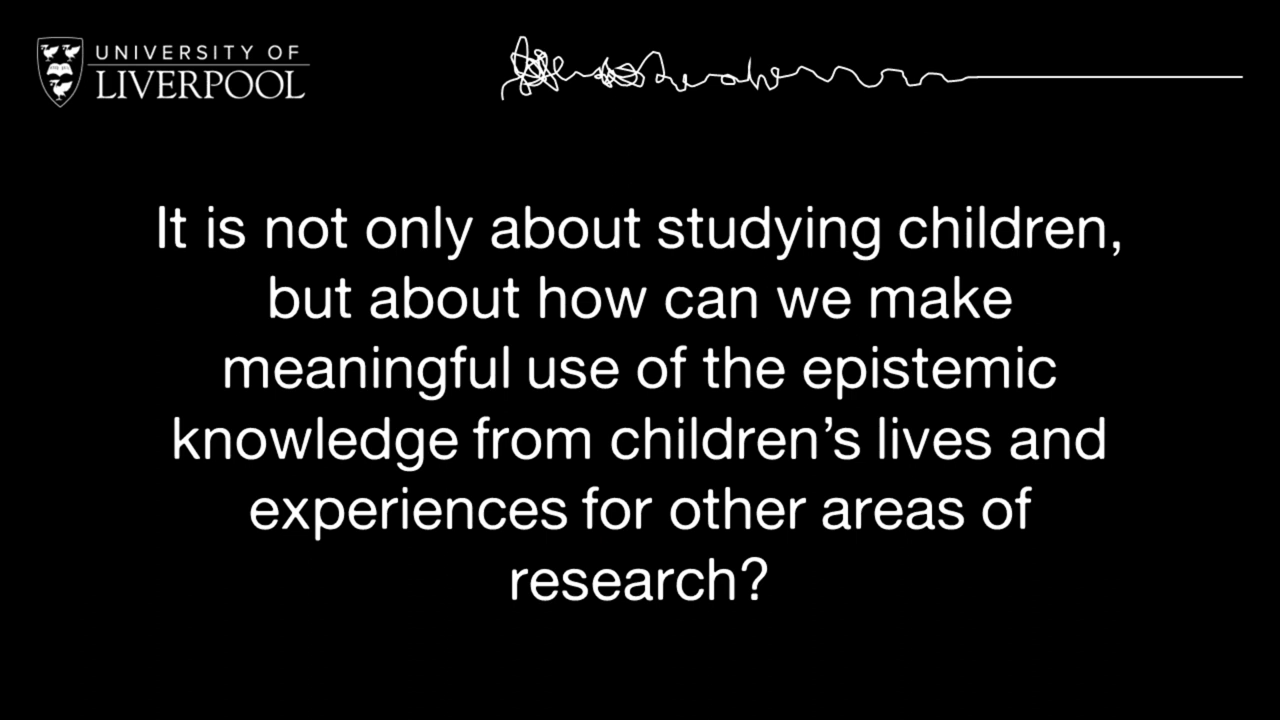 UNIVERSITY OF
LIVERPOOL
It is not only about studying children,
but about how can we make
meaningful use of the epistemic
knowledge from children’s lives and
experiences for other areas of
research?